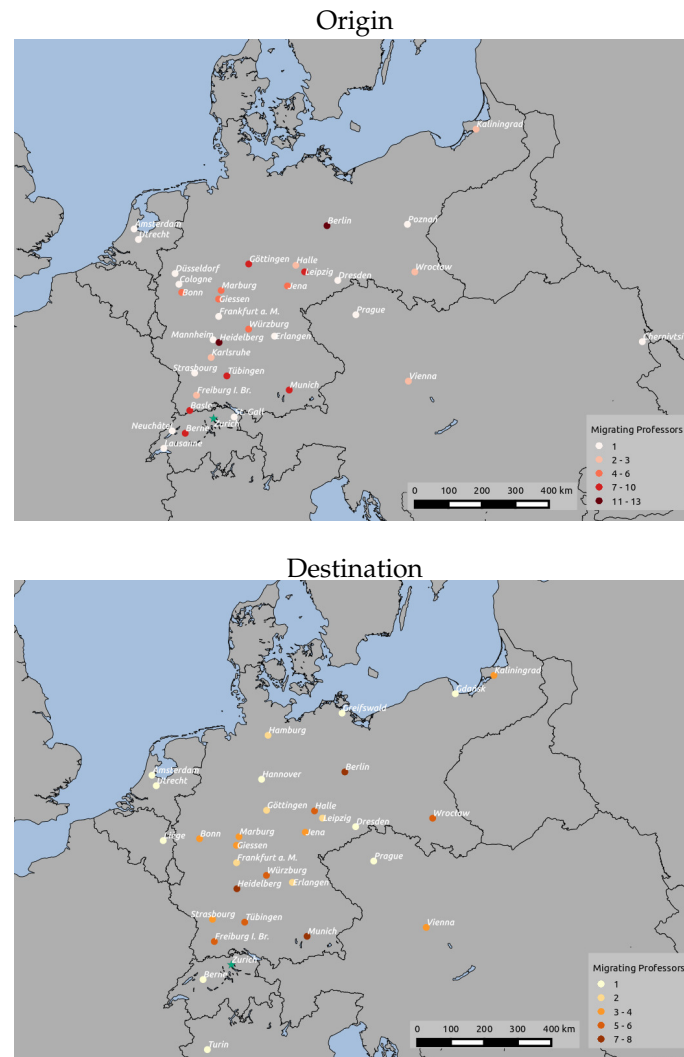 Origin
Kaliningrad
Berlin
Poznan
Amsterdam
Utrecht
Göttingen
Halle
Leipzig
Wrocław
Düsseldorf
Dresden
Cologne
Marburg
Jena
Bonn
Giessen
Frankfurt a. M.
Prague
Würzburg
Mannheim
Heidelberg
Erlangen
Chernivtsi
Karlsruhe
Strasbourg
Tübingen
Vienna
Freiburg I. Br.
Munich
Basle
St. Gall
Zurich
Neuchâtel
Berne
Lausanne
Migrating Professors
1
2 - 3
4 - 6
7 - 10
11 - 13
0 100 200 300 400 km
Destination
Kaliningrad
Gdansk
Greifswald
Hamburg
Amsterdam
Utrecht
Hannover
Berlin
Göttingen
Halle
Leipzig
Wrocław
Dresden
Liege
Bonn
Marburg
Jena
Giessen
Frankfurt a. M.
Prague
Würzburg
Heidelberg
Erlangen
Strasbourg
Tübingen
Vienna
Freiburg I. Br.
Munich
Zurich
Berne
Turin
Migrating Professors
1
2
3 - 4
5 - 6
7 - 8
0 100 200 300 400 km